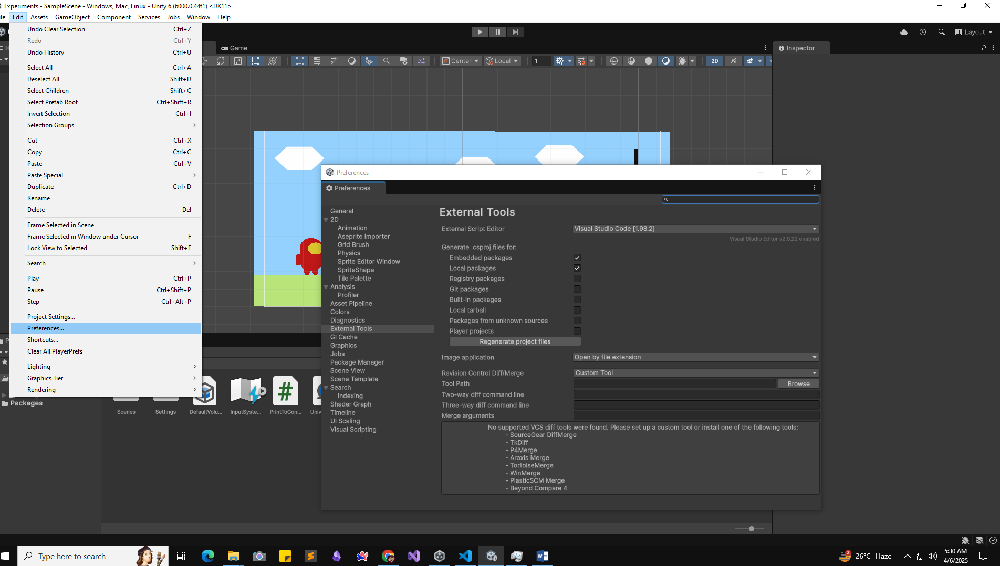 Experiments - SampleScene - Windows, Mac, Linux - Unity 6 (6000.0.44f1) <DX11>
Edit Assets GameObject Component Services Jobs Window Help
Undo Clear Selection Ctrl+Z
Redo Ctrl+Y
Undo History Ctrl+U
Select All Ctrl+A
Deselect All Shift+D
Select Children Shift+C
Select Prefab Root Ctrl+Shift+R
Invert Selection Ctrl+I
Selection Groups
Cut Ctrl+X
Copy Ctrl+C
Paste Ctrl+V
Paste Special
Duplicate Ctrl+D
Rename
Delete Del
Frame Selected in Scene
Frame Selected in Window under Cursor F
Lock View to Selected Shift+F
Search
Play Ctrl+P
Pause Ctrl+Shift+P
Step Ctrl+Alt+P
Project Settings...
Preferences...
Shortcuts...
Clear All PlayerPrefs
Lighting
Graphics Tier
Rendering
Packages
Layout
Game
Inspector
Center Local 1 2D
Preferences
Preferences
General
2D
Animation
Aseprite Importer
Grid Brush
Physics
Sprite Editor Window
SpriteShape
Tile Palette
Analysis
Profiler
Asset Pipeline
Colors
Diagnostics
External Tools
GI Cache
Graphics
Jobs
Package Manager
Scene View
Scene Template
Search
Indexing
Shader Graph
Timeline
UI Scaling
Visual Scripting
External Tools
External Script Editor Visual Studio Code [1.98.2]
Visual Studio Editor v2.0.22 enabled
Generate .csproj files for:
Embedded packages
Local packages
Registry packages
Git packages
Built-in packages
Local tarball
Packages from unknown sources
Player projects
Regenerate project files
Image application Open by file extension
Revision Control Diff/Merge Custom Tool
Tool Path Browse
Two-way diff command line
Three-way diff command line
Merge arguments
No supported VCS diff tools were found. Please set up a custom tool or install one of the following tools:
- SourceGear DiffMerge
- TkDiff
- P4Merge
- Araxis Merge
- TortoiseMerge
- WinMerge
- PlasticSCM Merge
- Beyond Compare 4
Scenes Settings DefaultVolu... InputSyste... PrintToCon... Univ
Type here to search
2
26°C Haze
5:30 AM
4/6/2025